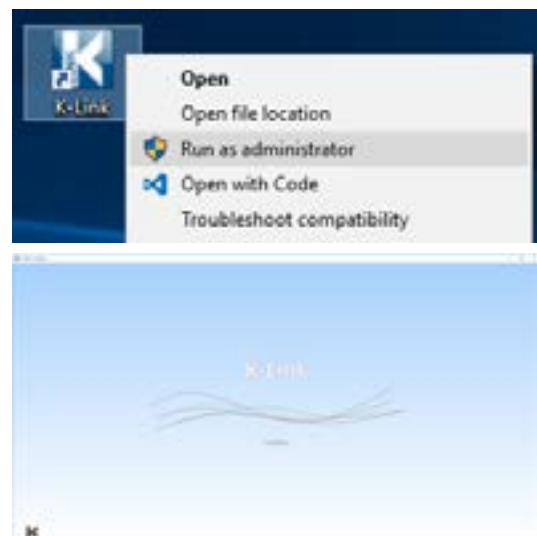 K-Link
Open
Open file location
Run as administrator
Open with Code
Troubleshoot compatibility
K-Link